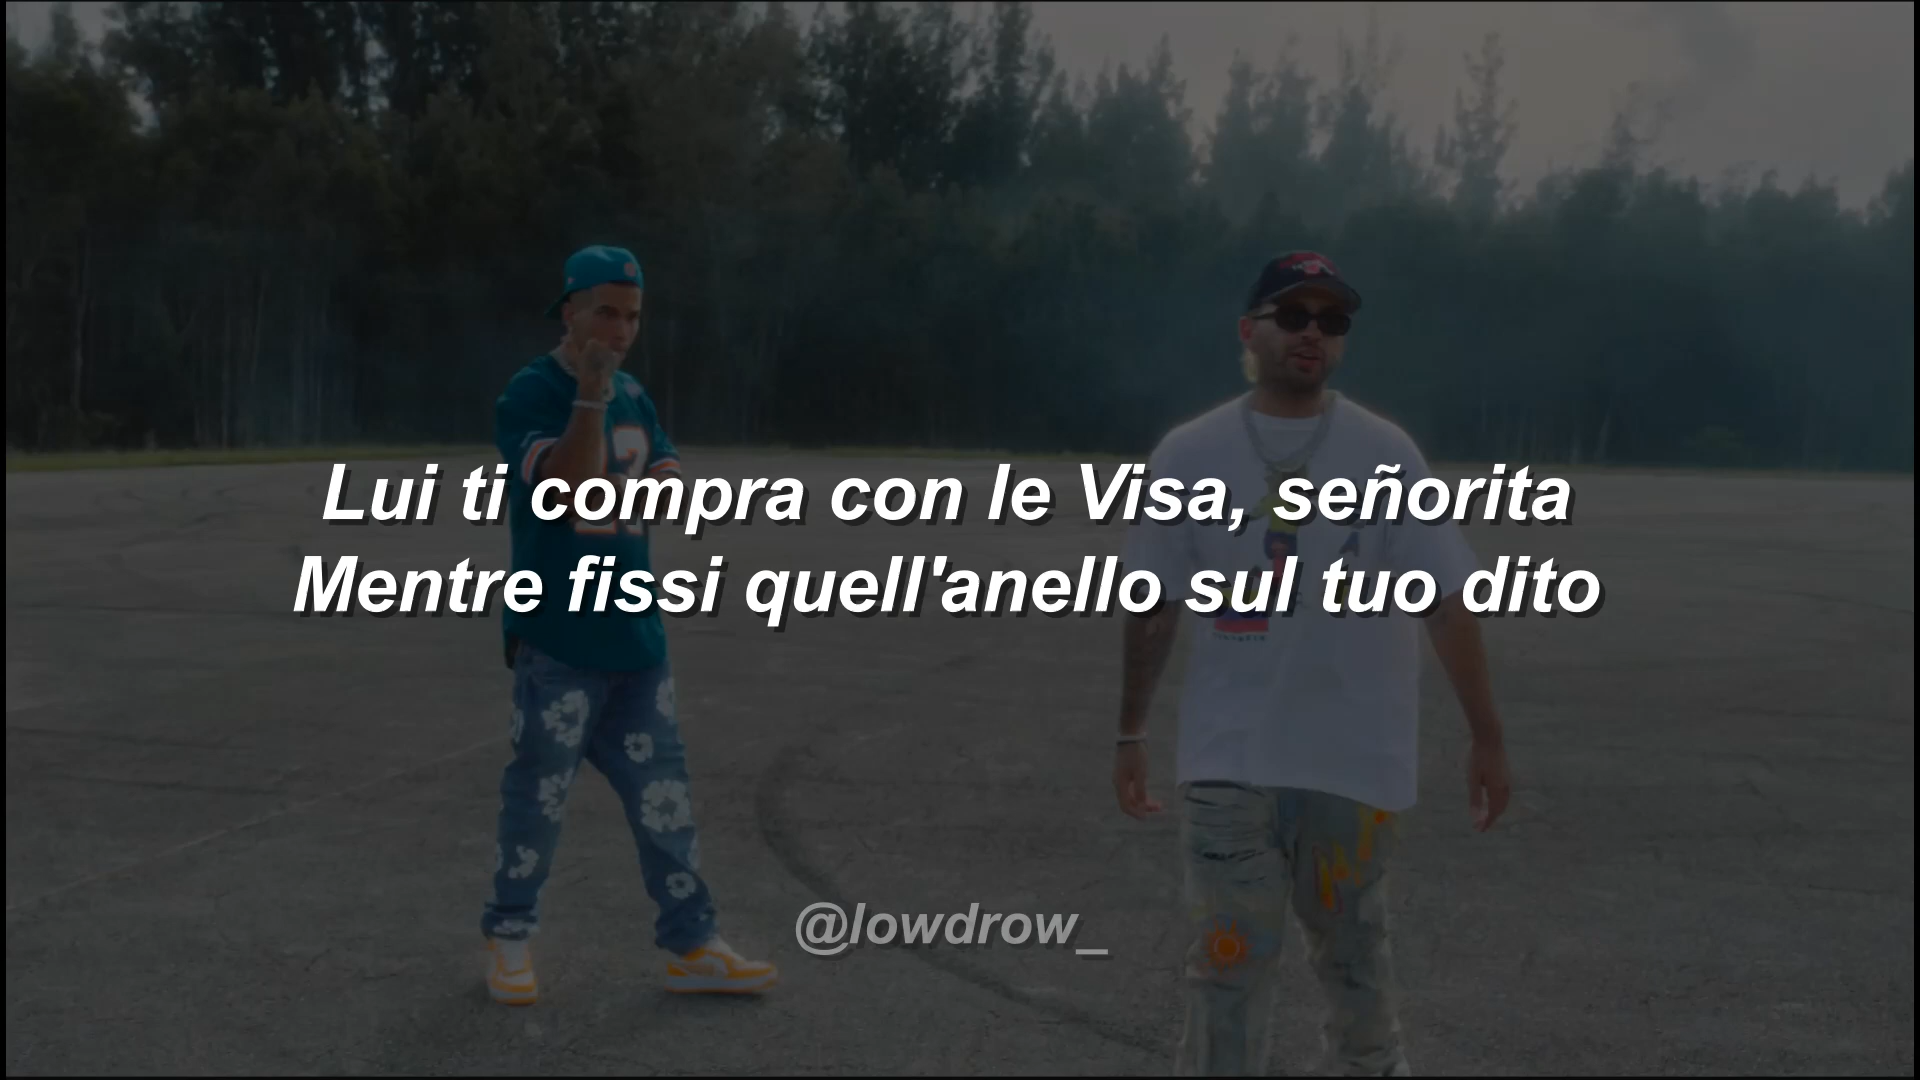 Lui ti compra con le Visa, señorita
Mentre fissi quell'anello sul tuo dito
@lowdrow_